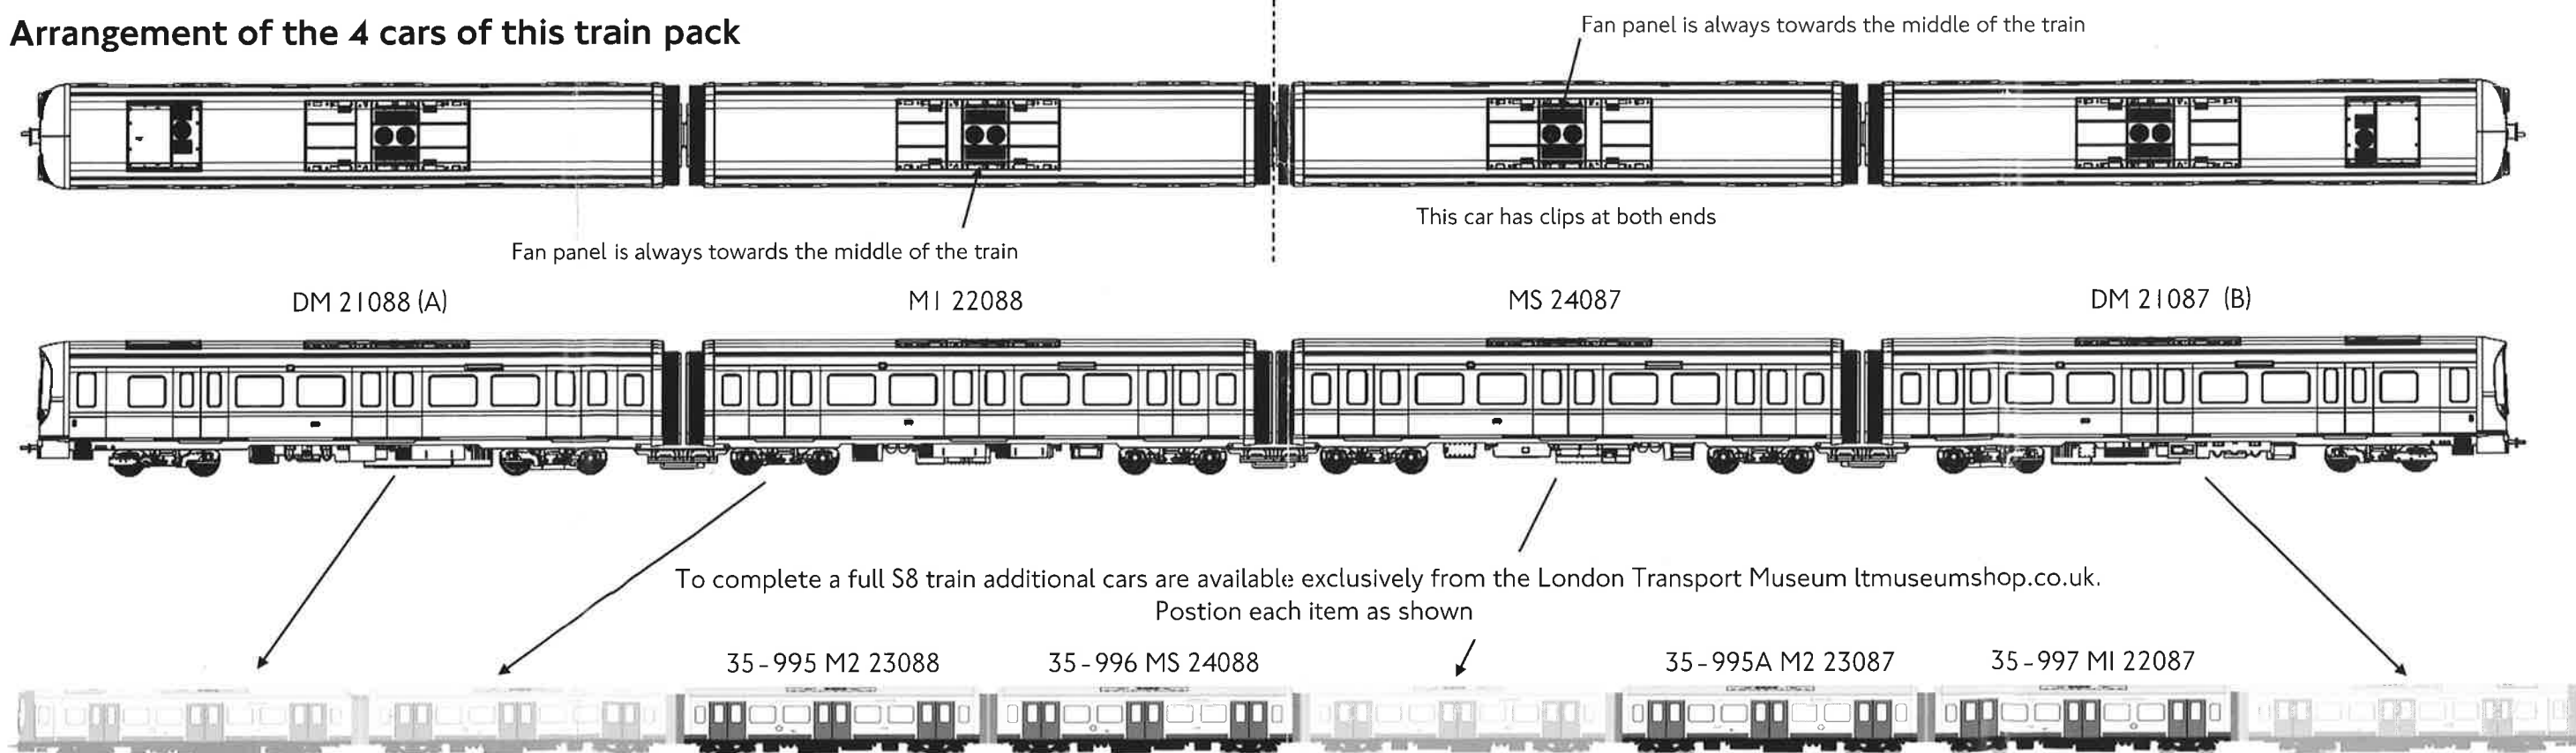 Arrangement of the 4 cars of this train pack
Fan panel is always towards the middle of the train
This car has clips at both ends
Fan panel is always towards the middle of the train
DM 21088 (A)
M1 22088
MS 24087
DM 21087 (B)
To complete a full S8 train additional cars are available exclusively from the London Transport Museum ltmuseumshop.co.uk.
Postion each item as shown
35-995 M2 23088
35-996 MS 24088
35-995A M2 23087
35-997 M1 22087